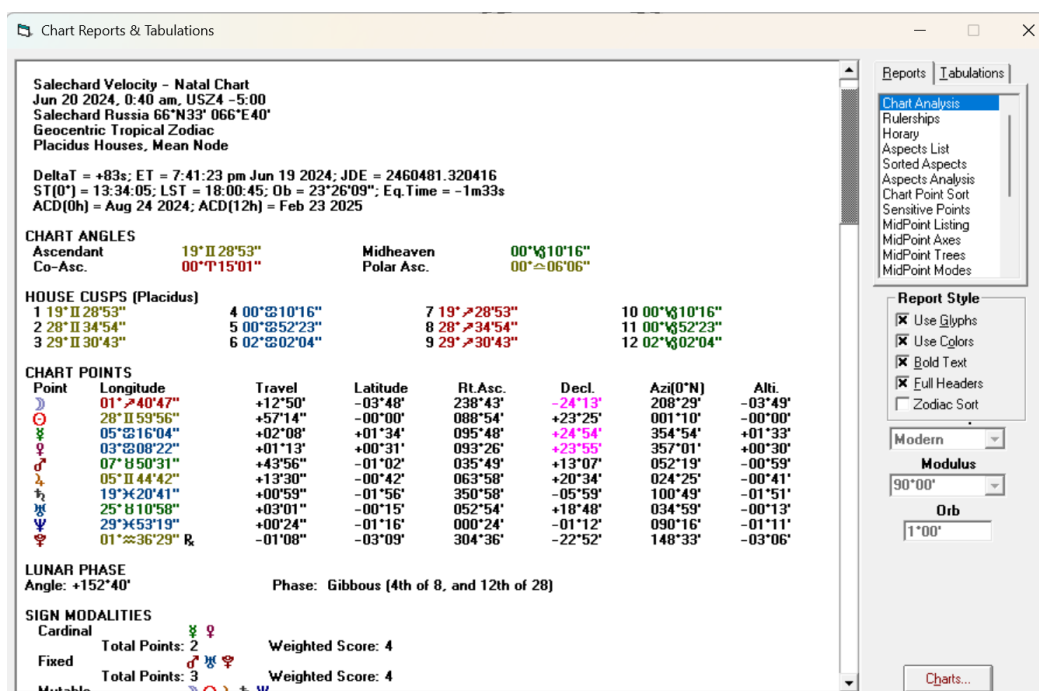 Chart Reports & Tabulations
Salechard Velocity - Natal Chart
Jun 20 2024, 0:40 am, USZ4 -5:00
Salechard Russia 66°N33' 066°E40'
Geocentric Tropical Zodiac
Placidus Houses, Mean Node
DeltaT = +83s; ET = 7:41:23 pm Jun 19 2024; JDE = 2460481.320416
ST(0°) = 13:34:05; LST = 18:00:45; Ob = 23°26'09"; Eq.Time = -1m33s
ACD(0h) = Aug 24 2024; ACD(12h) = Feb 23 2025
CHART ANGLES
Ascendant 19°♊28'53" Midheaven 00°♑10'16"
Co-Asc. 00°♈15'01" Polar Asc. 00°♎06'06"
HOUSE CUSPS (Placidus)
1 19°♊28'53" 4 00°♋10'16" 7 19°♐28'53" 10 00°♑10'16"
2 28°♊34'54" 5 00°♋52'23" 8 28°♐34'54" 11 00°♑52'23"
3 29°♊30'43" 6 02°♋02'04" 9 29°♐30'43" 12 02°♑02'04"
CHART POINTS
Point Longitude Travel Latitude Rt.Asc. Decl. Azi(0°N) Alti.
☽ 01°♐40'47" +12°50' -03°48' 238°43' -24°13' 208°29' -03°49'
☉ 28°♊59'56" +57'14" -00°00' 088°54' +23°25' 001°10' -00°00'
☿ 05°♋16'04" +02°08' +01°34' 095°48' +24°54' 354°54' +01°33'
♀ 03°♋08'22" +01°13' +00°31' 093°26' +23°55' 357°01' +00°30'
♂ 07°♉50'31" +43'56" -01°02' 035°49' +13°07' 052°19' -00°59'
♃ 05°♊44'42" +13'30" -00°42' 063°58' +20°34' 024°25' -00°41'
♄ 19°♓20'41" +00'59" -01°56' 350°58' -05°59' 100°49' -01°51'
♅ 25°♉10'58" +03'01" -00°15' 052°54' +18°48' 034°59' -00°13'
♆ 29°♓53'19" +00'24" -01°16' 000°24' -01°12' 090°16' -01°11'
♇ 01°♒36'29" ℞ -01'08" -03°09' 304°36' -22°52' 148°33' -03°06'
LUNAR PHASE
Angle: +152°40' Phase: Gibbous (4th of 8, and 12th of 28)
SIGN MODALITIES
Cardinal ☿ ♀
Total Points: 2 Weighted Score: 4
Fixed ♂ ♅ ♇
Total Points: 3 Weighted Score: 4
Mutable ☽ ☉ ♃ ♄ ♆
Reports Tabulations
Chart Analysis
Rulerships
Horary
Aspects List
Sorted Aspects
Aspects Analysis
Chart Point Sort
Sensitive Points
MidPoint Listing
MidPoint Axes
MidPoint Trees
MidPoint Modes
Report Style
Use Glyphs
Use Colors
Bold Text
Full Headers
Zodiac Sort
Modern
Modulus
90°00'
Orb
1°00'
Charts...